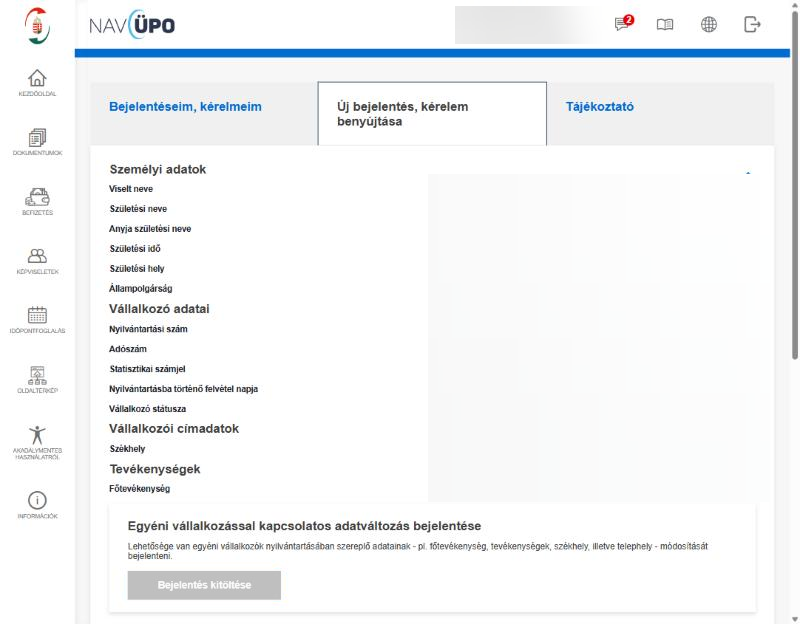 NAV ÜPO
2
KEZDŐOLDAL
DOKUMENTUMOK
BEFIZETÉS
KÉPVISELETEK
IDŐPONTFOGLALÁS
OLDALTÉRKÉP
AKADÁLYMENTES
HASZNÁLATRÓL
INFORMÁCIÓK
Bejelentéseim, kérelmeim
Új bejelentés, kérelem
benyújtása
Tájékoztató
Személyi adatok
Viselt neve
Születési neve
Anyja születési neve
Születési idő
Születési hely
Állampolgárság
Vállalkozó adatai
Nyilvántartási szám
Adószám
Statisztikai számjel
Nyilvántartásba történő felvétel napja
Vállalkozó státusza
Vállalkozói címadatok
Székhely
Tevékenységek
Főtevékenység
Egyéni vállalkozással kapcsolatos adatváltozás bejelentése
Lehetősége van egyéni vállalkozók nyilvántartásában szereplő adatainak - pl. főtevékenység, tevékenységek, székhely, illetve telephely - módosítását
bejelenteni.
Bejelentés kitöltése